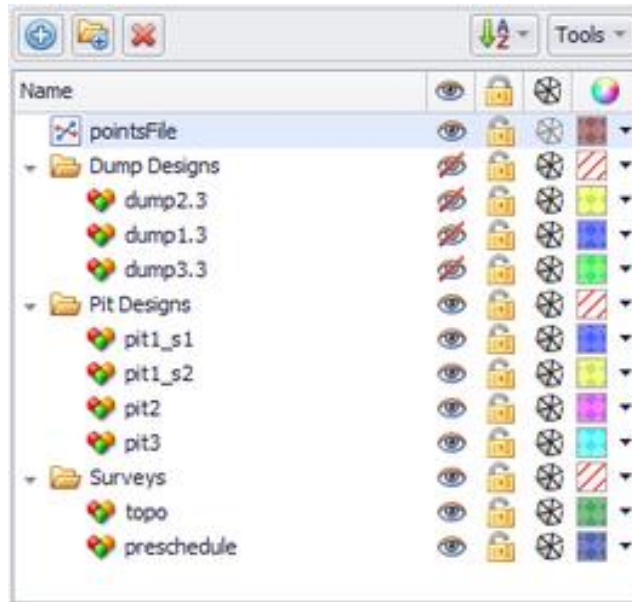 A
Z
Tools
Name
pointsFile
Dump Designs
dump2.3
dump1.3
dump3.3
Pit Designs
pit1_s1
pit1_s2
pit2
pit3
Surveys
topo
preschedule